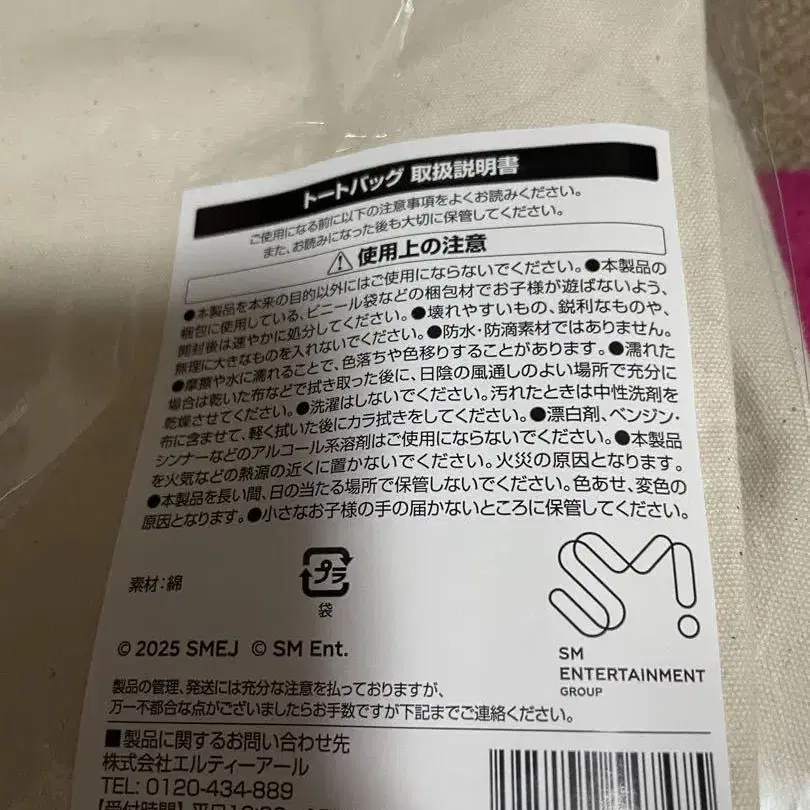 トートバッグ 取扱説明書
ご使用になる前に以下の注意事項をよくお読みください。
また、お読みになった後も大切に保管してください。
⚠使用上の注意
●本製品を本来の目的以外にはご使用にならないでください。●本製品の
梱包に使用している、ビニール袋などの梱包材でお子様が遊ばないよう、
開封後は速やかに処分してください。●壊れやすいもの、鋭利なものや、
無理に大きなものを入れないでください。●防水・防滴素材ではありません。
●摩擦や水に濡れることで、色落ちや色移りすることがあります。●濡れた
場合は乾いた布などで拭き取った後に、日陰の風通しのよい場所で充分に
乾燥させてください。●洗濯はしないでください。汚れたときは中性洗剤を
布に含ませて、軽く拭いた後にカラ拭きをしてください。●漂白剤、ベンジン・
シンナーなどのアルコール系溶剤はご使用にならないでください。●本製品
を火気などの熱源の近くに置かないでください。火災の原因となります。
●本製品を長い間、日の当たる場所で保管しないでください。色あせ、変色の
原因となります。●小さなお子様の手の届かないところに保管してください。
素材:綿
プラ
袋
SM
ENTERTAINMENT
GROUP
© 2025 SMEJ © SM Ent.
製品の管理、発送には充分な注意を払っておりますが、
万一不都合な点がございましたらお手数ですが下記までご連絡ください。
■製品に関するお問い合わせ先
株式会社エルティーアール
TEL: 0120-434-889
【受付時間】平日10:00